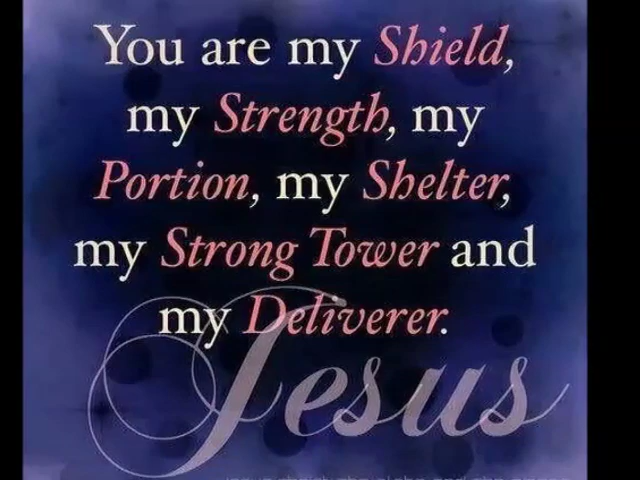 You are my Shield,
my Strength, my
Portion, my Shelter,
my Strong Tower and
my Deliverer.
Jesus